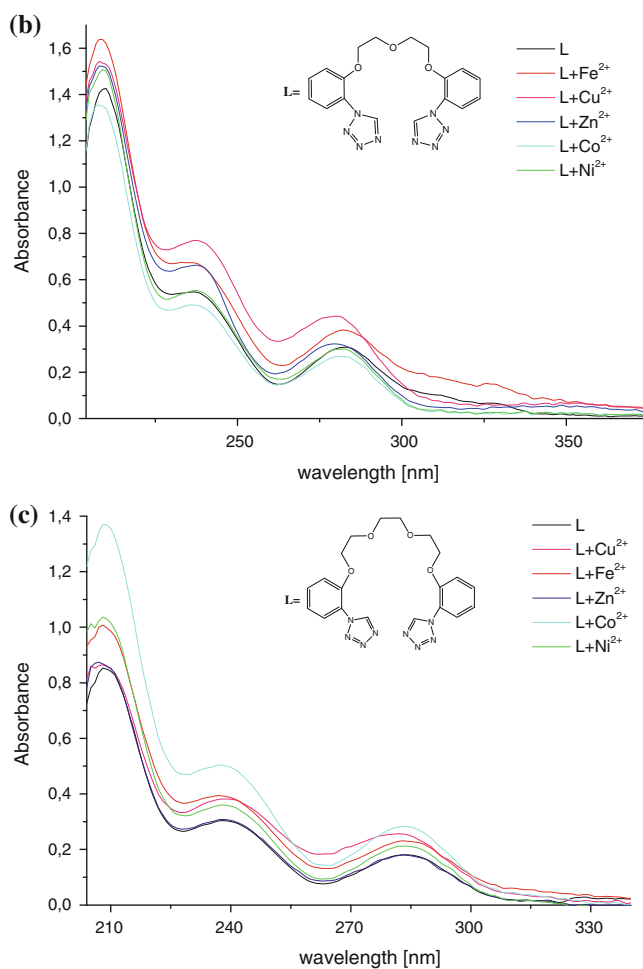 (b)
1,6
1,4
1,2
1,0
0,8
0,6
0,4
0,2
0,0
Absorbance
250
300
350
wavelength [nm]
L=
O
O
O
N
N
N
N
N
N
N
N
L
L+Fe²⁺
L+Cu²⁺
L+Zn²⁺
L+Co²⁺
L+Ni²⁺
(c)
1,4
1,2
1,0
0,8
0,6
0,4
0,2
0,0
Absorbance
210
240
270
300
330
wavelength [nm]
L=
O
O
O
O
N
N
N
N
N
N
N
N
L
L+Cu²⁺
L+Fe²⁺
L+Zn²⁺
L+Co²⁺
L+Ni²⁺